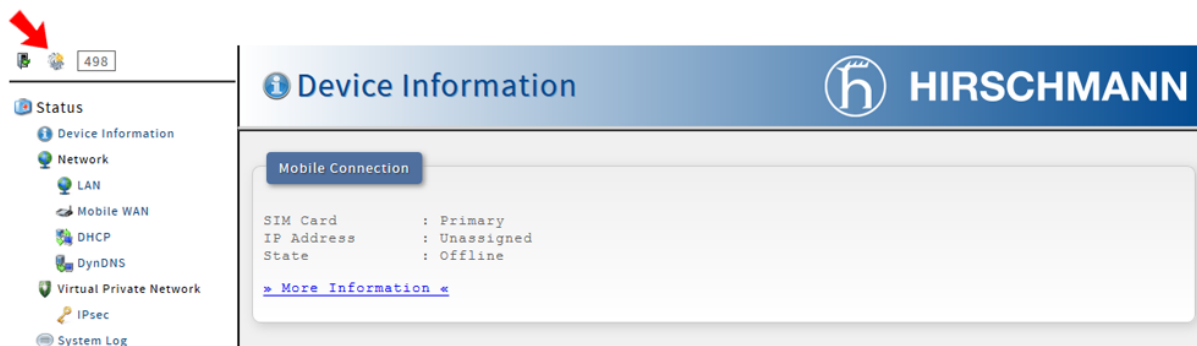 498
Status
Device Information
Network
LAN
Mobile WAN
DHCP
DynDNS
Virtual Private Network
IPsec
System Log
Device Information
HIRSCHMANN
Mobile Connection
SIM Card : Primary
IP Address : Unassigned
State : Offline
» More Information «